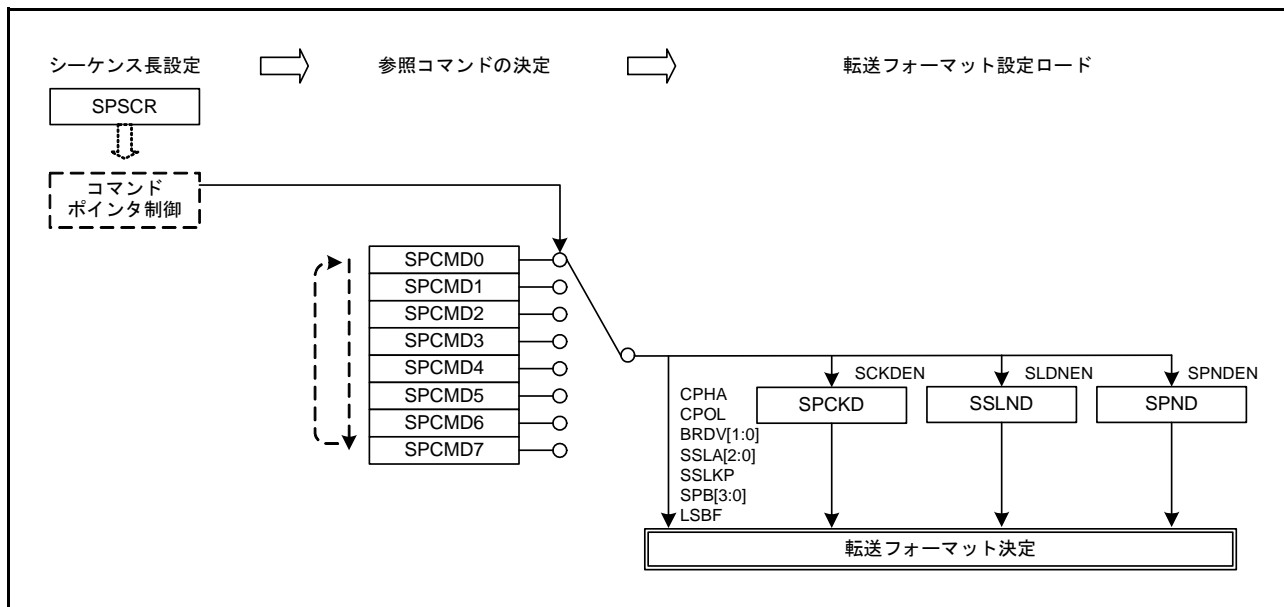 シーケンス長設定
参照コマンドの決定
転送フォーマット設定ロード
SPSCR
コマンド
ポインタ制御
SPCMD0
SPCMD1
SPCMD2
SPCMD3
SPCMD4
SPCMD5
SPCMD6
SPCMD7
CPHA
CPOL
BRDV[1:0]
SSLA[2:0]
SSLKP
SPB[3:0]
LSBF
SCKDEN
SPCKD
SLDNEN
SSLND
SPNDEN
SPND
転送フォーマット決定